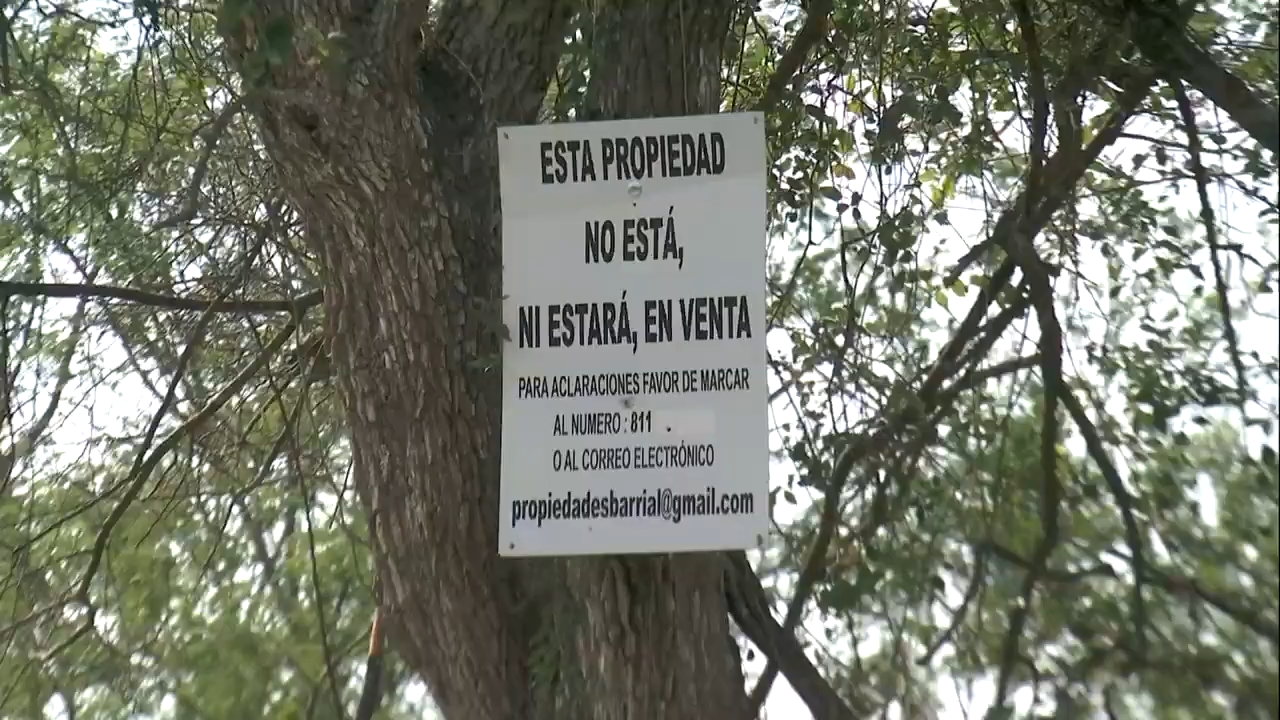 ESTA PROPIEDAD
NO ESTÁ,
NI ESTARÁ, EN VENTA
PARA ACLARACIONES FAVOR DE MARCAR
AL NUMERO : 811
O AL CORREO ELECTRÓNICO
propiedadesbarrial@gmail.com